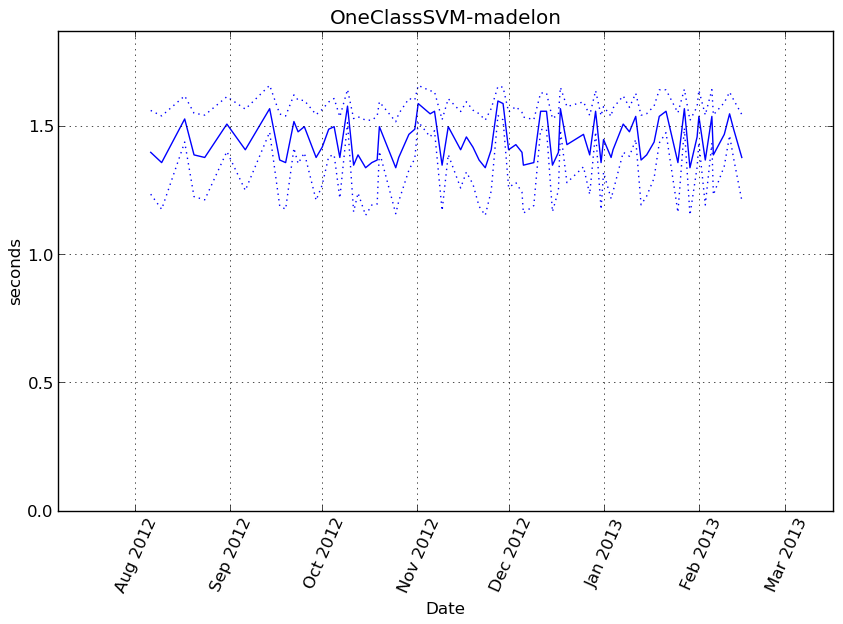 OneClassSVM-madelon
seconds
1.5
1.0
0.5
0.0
Aug 2012
Sep 2012
Oct 2012
Nov 2012
Dec 2012
Jan 2013
Feb 2013
Mar 2013
Date